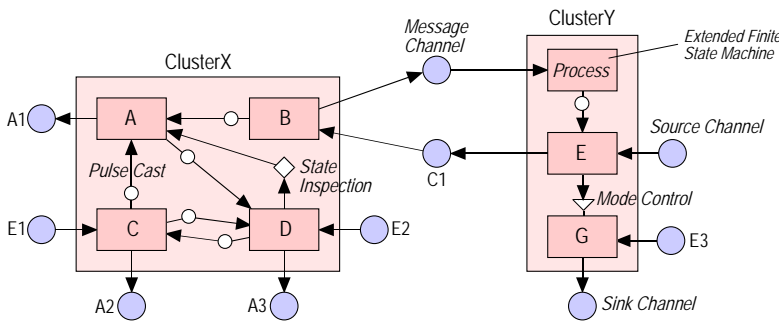 ClusterY
Message
Channel
Extended Finite
State Machine
ClusterX
Process
A1
A
B
Source Channel
E
Pulse Cast
State
Inspection
C1
Mode Control
E1
C
D
E2
G
E3
A2
A3
Sink Channel